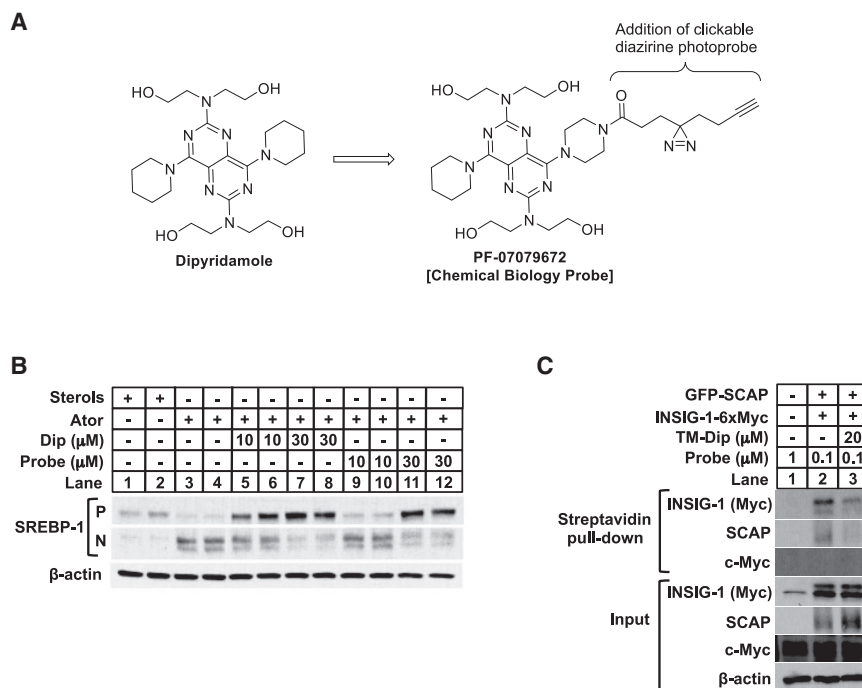 A
Addition of clickable
diazirine photoprobe
HO OH HO OH
N N
O
N N N N N
N N N N N N N
N N N N
N N
HO OH HO OH
Dipyridamole
PF-07079672
[Chemical Biology Probe]
B
Sterols + + - - - - - - - - - -
Ator - - + + + + + + + + + +
Dip (μM) - - - - 10 10 30 30 - - - -
Probe (μM) - - - - - - - - 10 10 30 30
Lane 1 2 3 4 5 6 7 8 9 10 11 12
SREBP-1 P
N
β-actin
C
GFP-SCAP - + +
INSIG-1-6xMyc - + +
TM-Dip (μM) - - 20
Probe (μM) 1 0.1 0.1
Lane 1 2 3
Streptavidin
pull-down
INSIG-1 (Myc)
SCAP
c-Myc
Input
INSIG-1 (Myc)
SCAP
c-Myc
β-actin